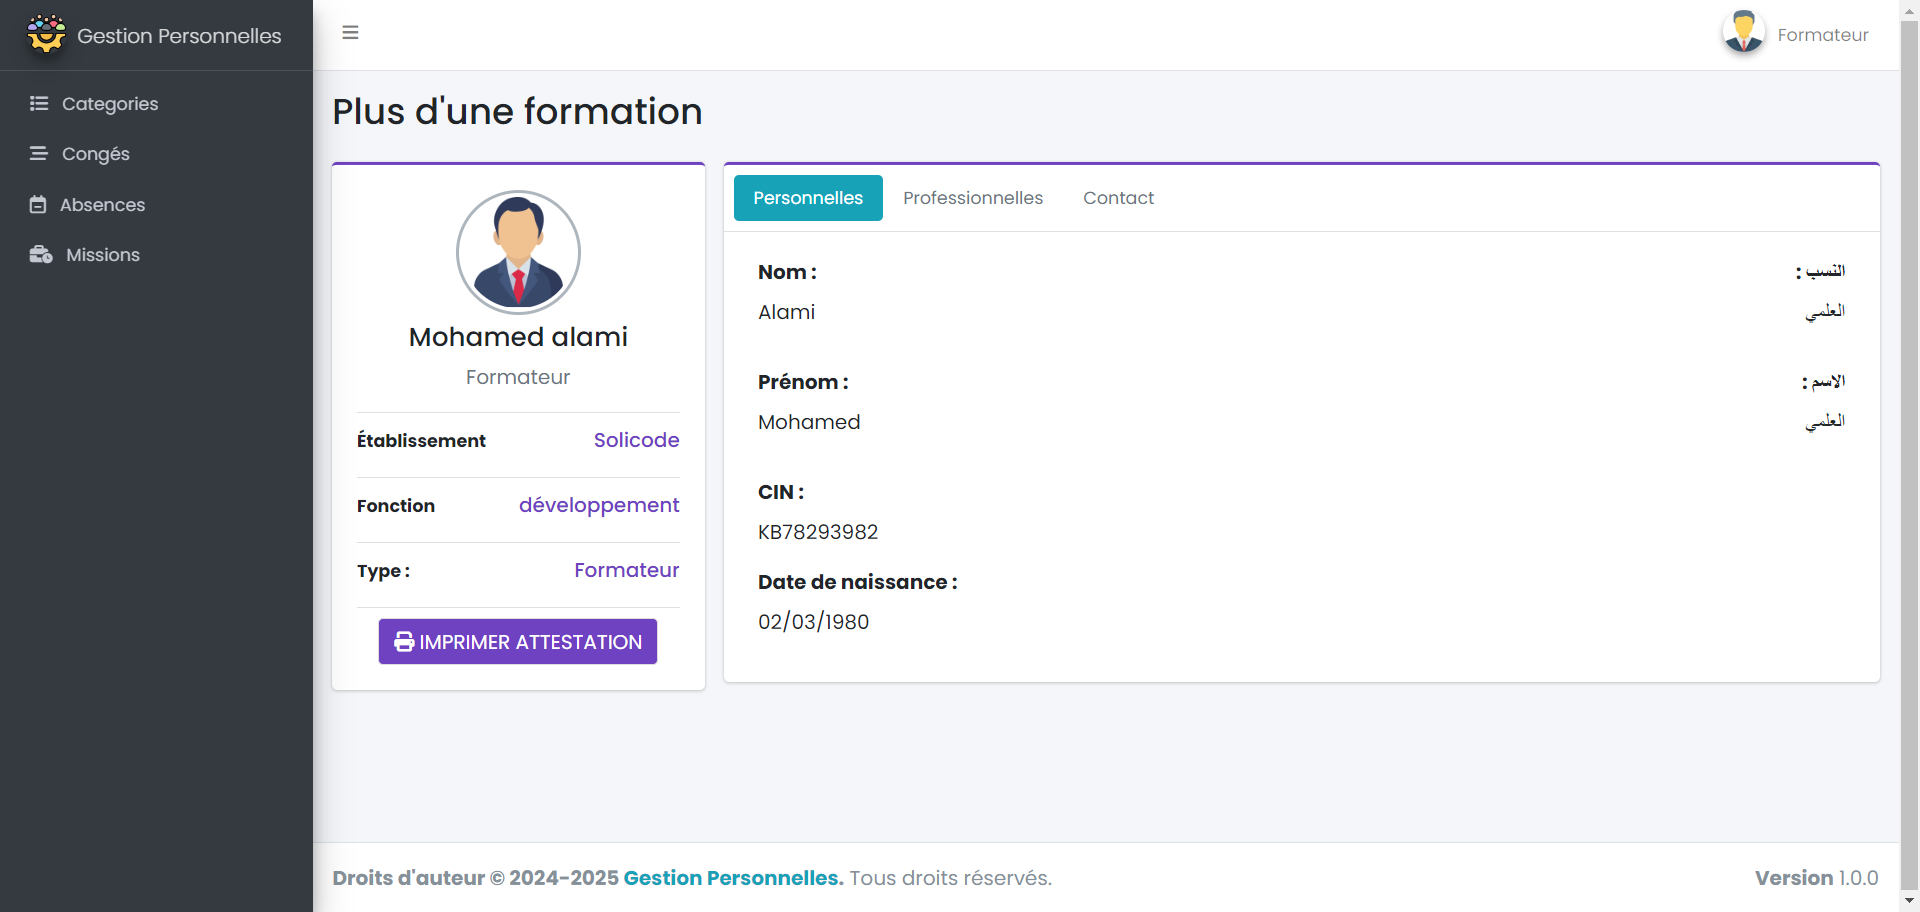 Gestion Personnelles
Formateur
Categories
Congés
Absences
Missions
Plus d'une formation
Mohamed alami
Formateur
Établissement Solicode
Fonction développement
Type : Formateur
IMPRIMER ATTESTATION
Personnelles Professionnelles Contact
Nom : النسب :
Alami العلمي
Prénom : الاسم :
Mohamed العلمي
CIN :
KB78293982
Date de naissance :
02/03/1980
Droits d'auteur © 2024-2025 Gestion Personnelles. Tous droits réservés. Version 1.0.0